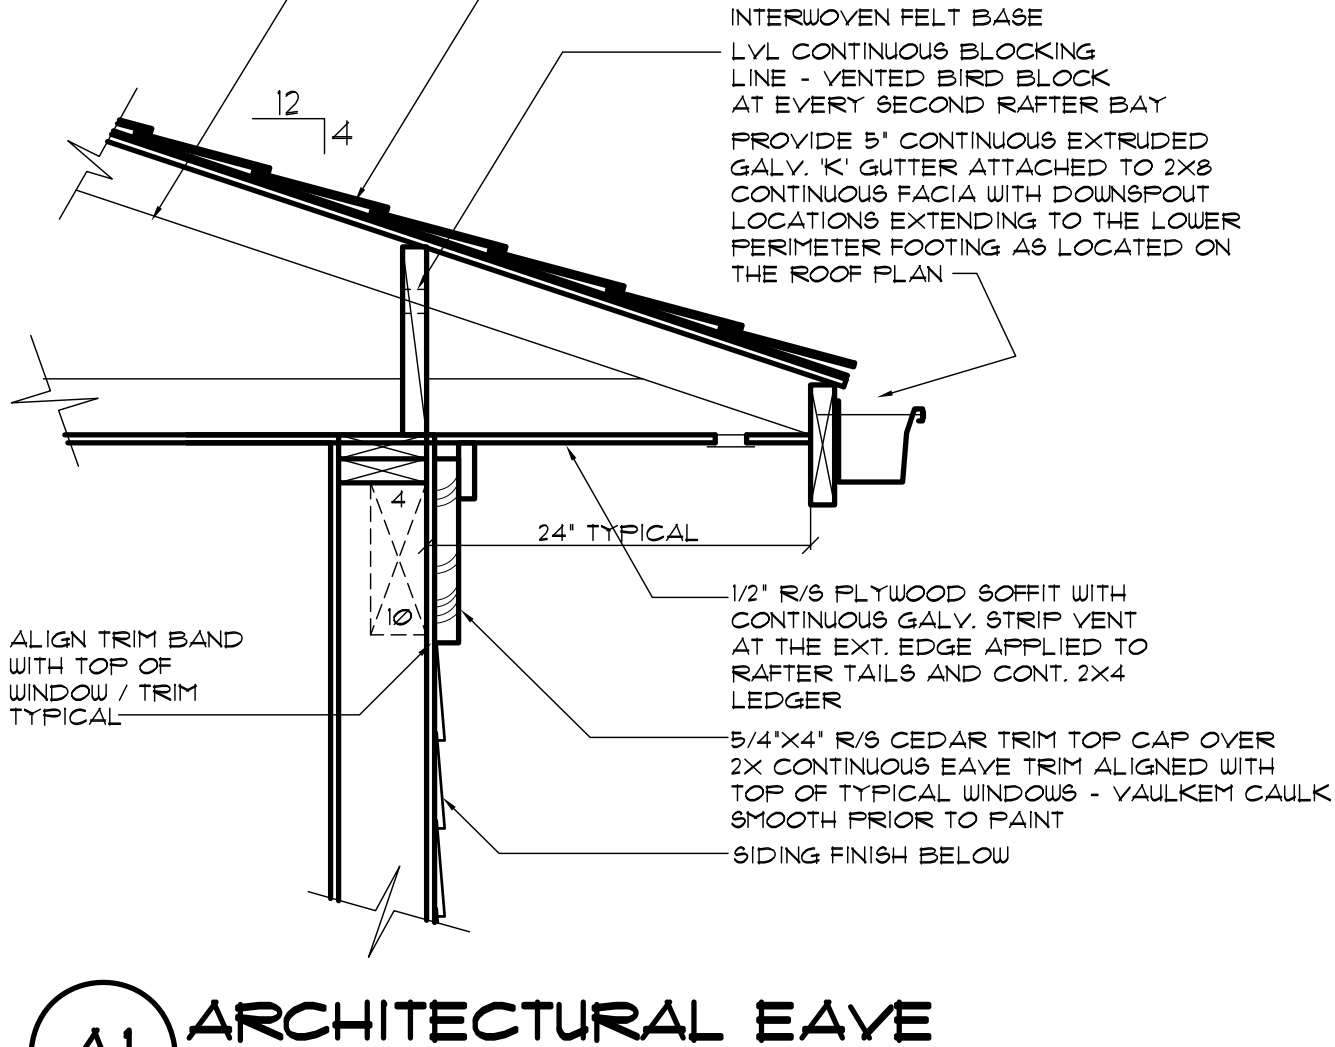 INTERWOVEN FELT BASE
LVL CONTINUOUS BLOCKING
LINE - VENTED BIRD BLOCK
AT EVERY SECOND RAFTER BAY
12
4
PROVIDE 5" CONTINUOUS EXTRUDED
GALV. 'K' GUTTER ATTACHED TO 2X8
CONTINUOUS FACIA WITH DOWNSPOUT
LOCATIONS EXTENDING TO THE LOWER
PERIMETER FOOTING AS LOCATED ON
THE ROOF PLAN
4
10
24" TYPICAL
1/2" R/S PLYWOOD SOFFIT WITH
CONTINUOUS GALV. STRIP VENT
AT THE EXT. EDGE APPLIED TO
RAFTER TAILS AND CONT. 2X4
LEDGER
ALIGN TRIM BAND
WITH TOP OF
WINDOW / TRIM
TYPICAL
5/4"X4" R/S CEDAR TRIM TOP CAP OVER
2X CONTINUOUS EAVE TRIM ALIGNED WITH
TOP OF TYPICAL WINDOWS - VAULKEM CAULK
SMOOTH PRIOR TO PAINT
SIDING FINISH BELOW
A1
ARCHITECTURAL EAVE